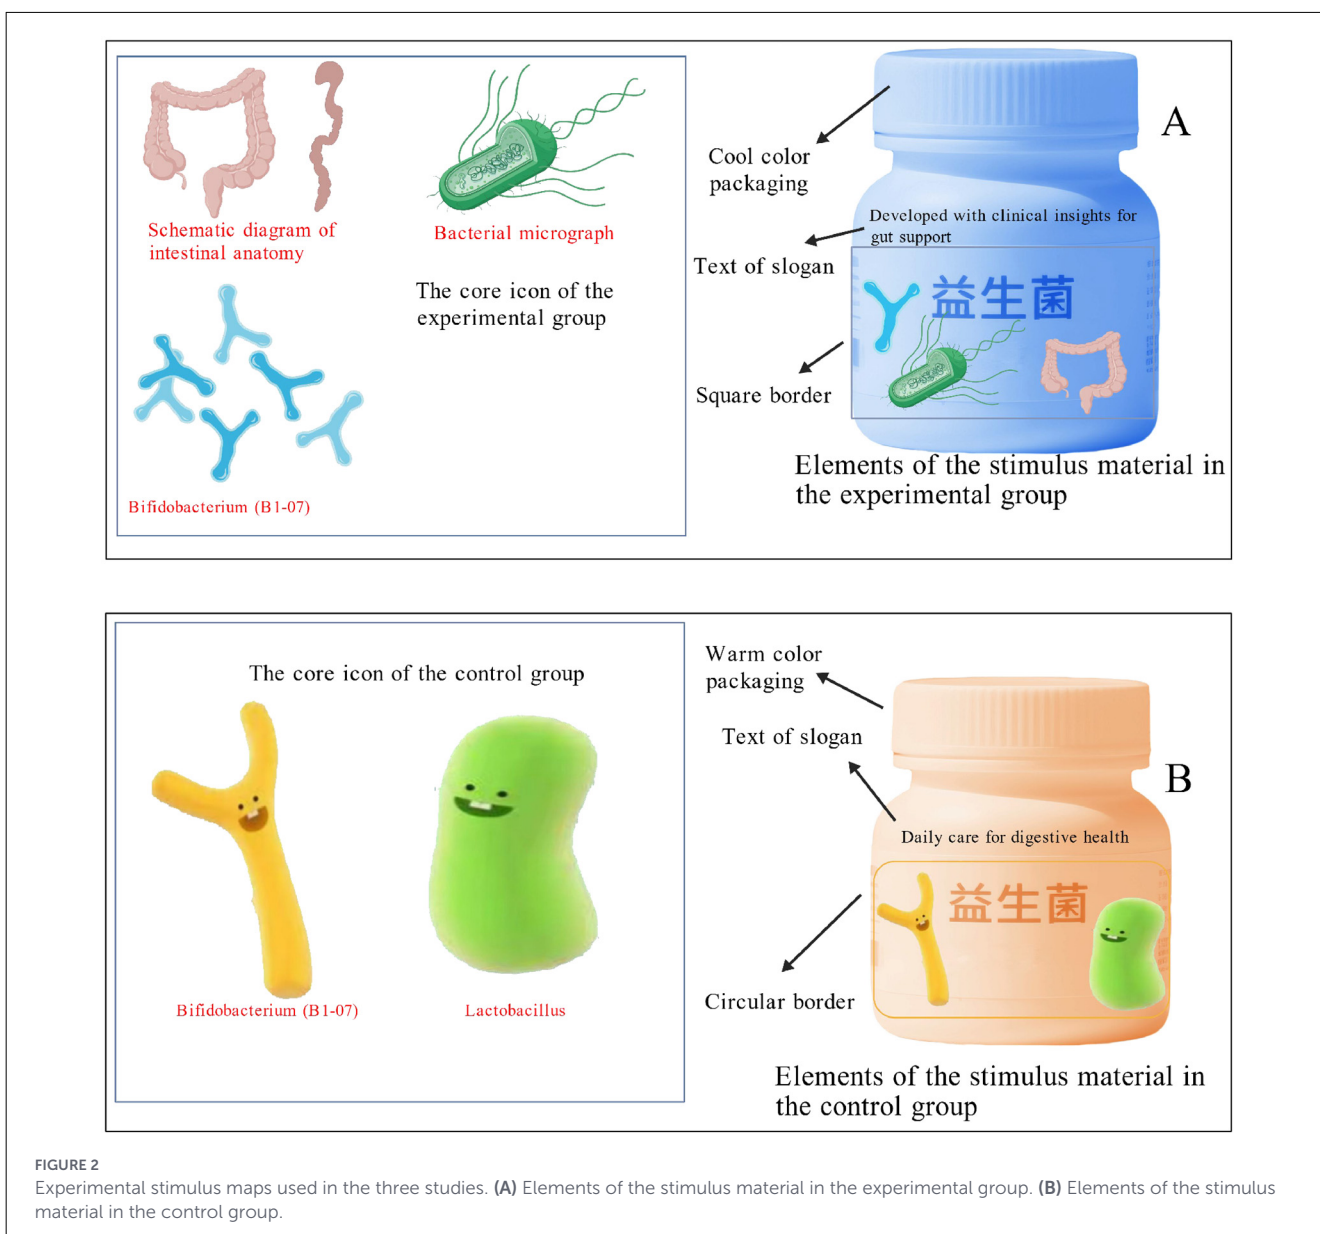 Schematic diagram of
intestinal anatomy
Bacterial micrograph
The core icon of the
experimental group
Bifidobacterium (B1-07)
A
Cool color
packaging
Developed with clinical insights for
gut support
Text of slogan
益生菌
Square border
Elements of the stimulus material in
the experimental group
The core icon of the control group
Bifidobacterium (B1-07)
Lactobacillus
Warm color
packaging
Text of slogan
B
Daily care for digestive health
益生菌
Circular border
Elements of the stimulus material in
the control group
FIGURE 2
Experimental stimulus maps used in the three studies. (A) Elements of the stimulus material in the experimental group. (B) Elements of the stimulus
material in the control group.